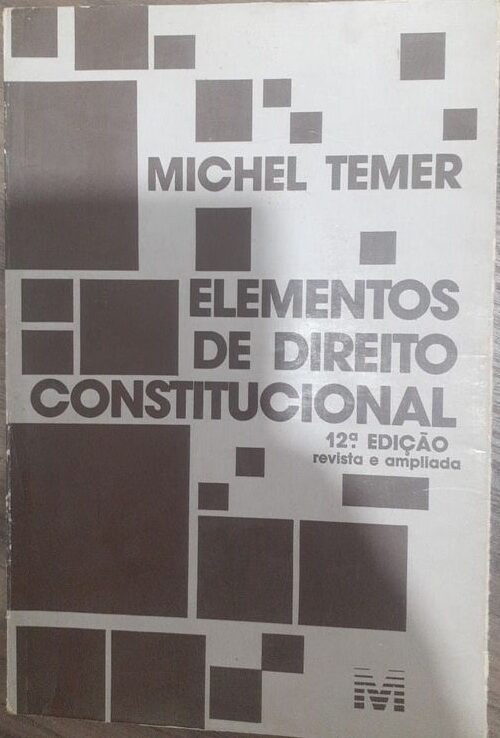 MICHEL TEMER
ELEMENTOS
DE DIREITO
CONSTITUCIONAL
12ª EDIÇÃO
revista e ampliada
M